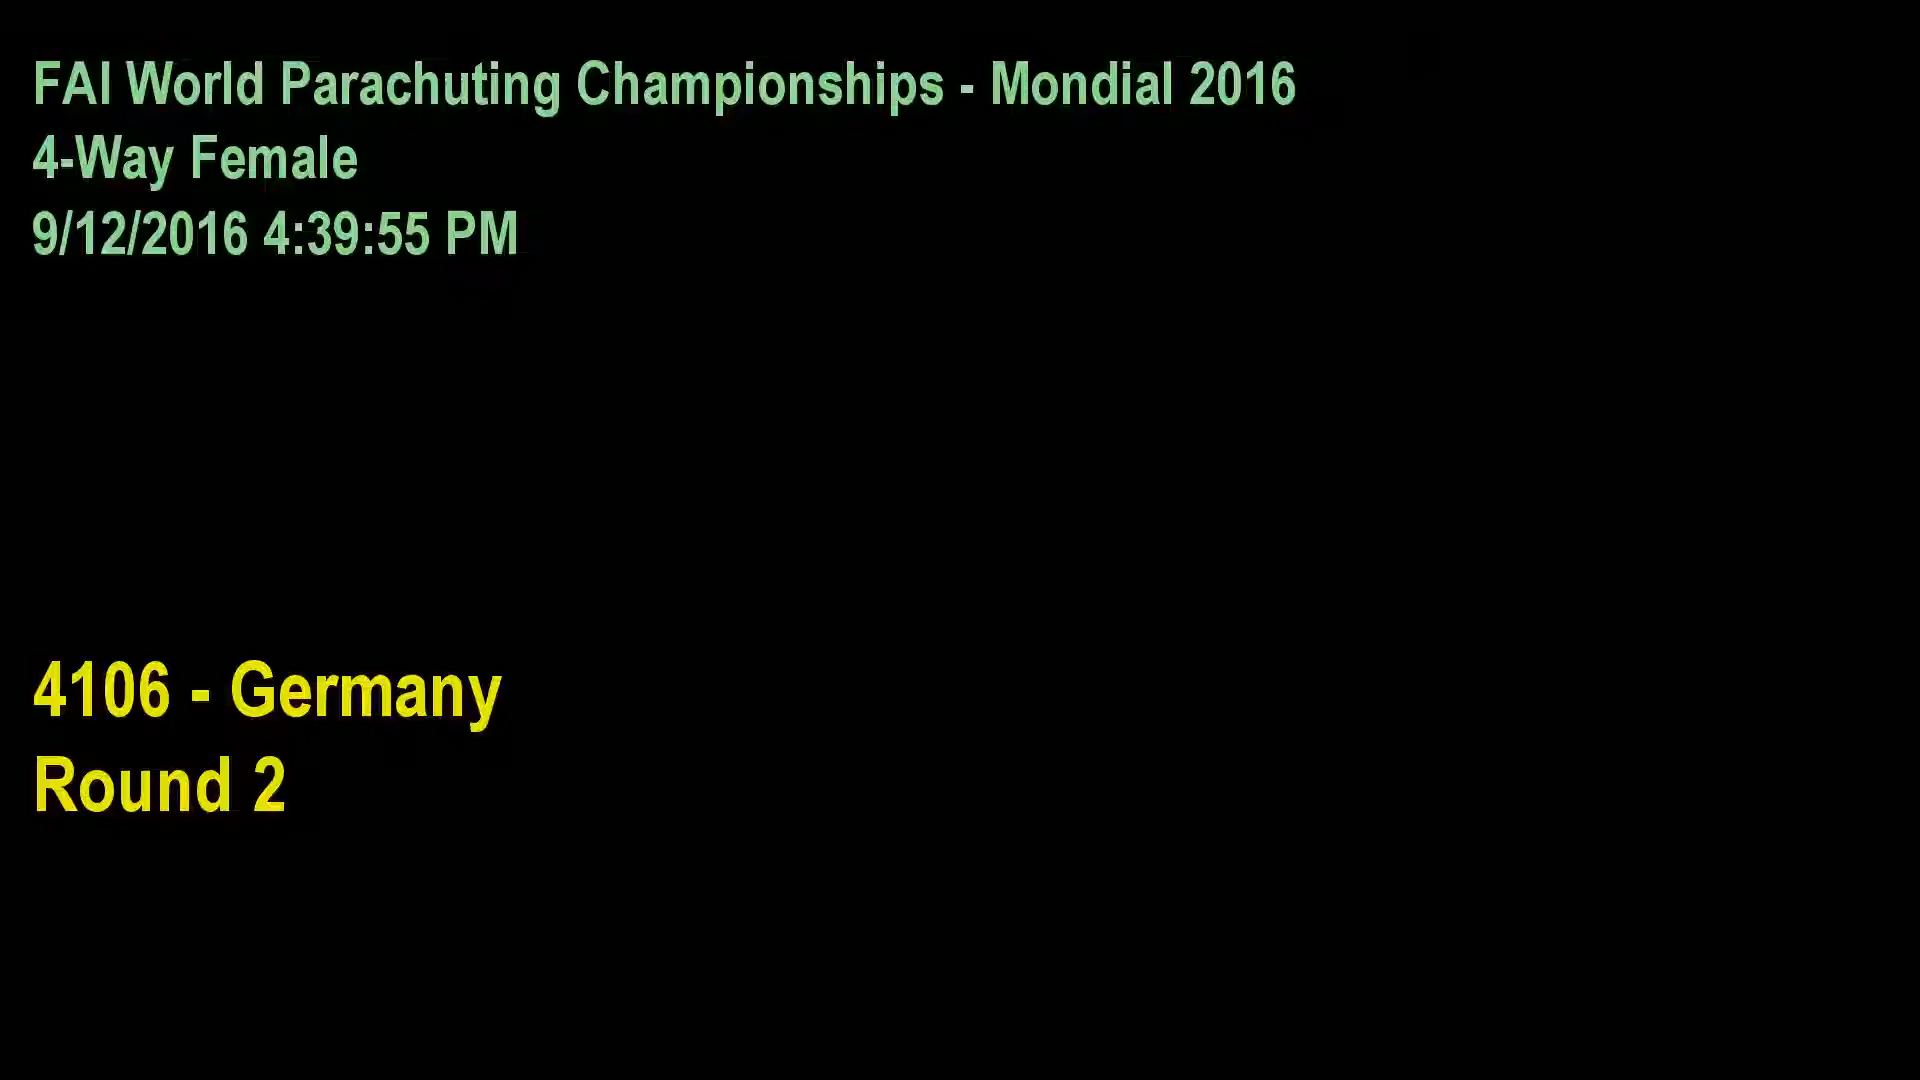 FAI World Parachuting Championships - Mondial 2016
4-Way Female
9/12/2016 4:39:55 PM
4106 - Germany
Round 2